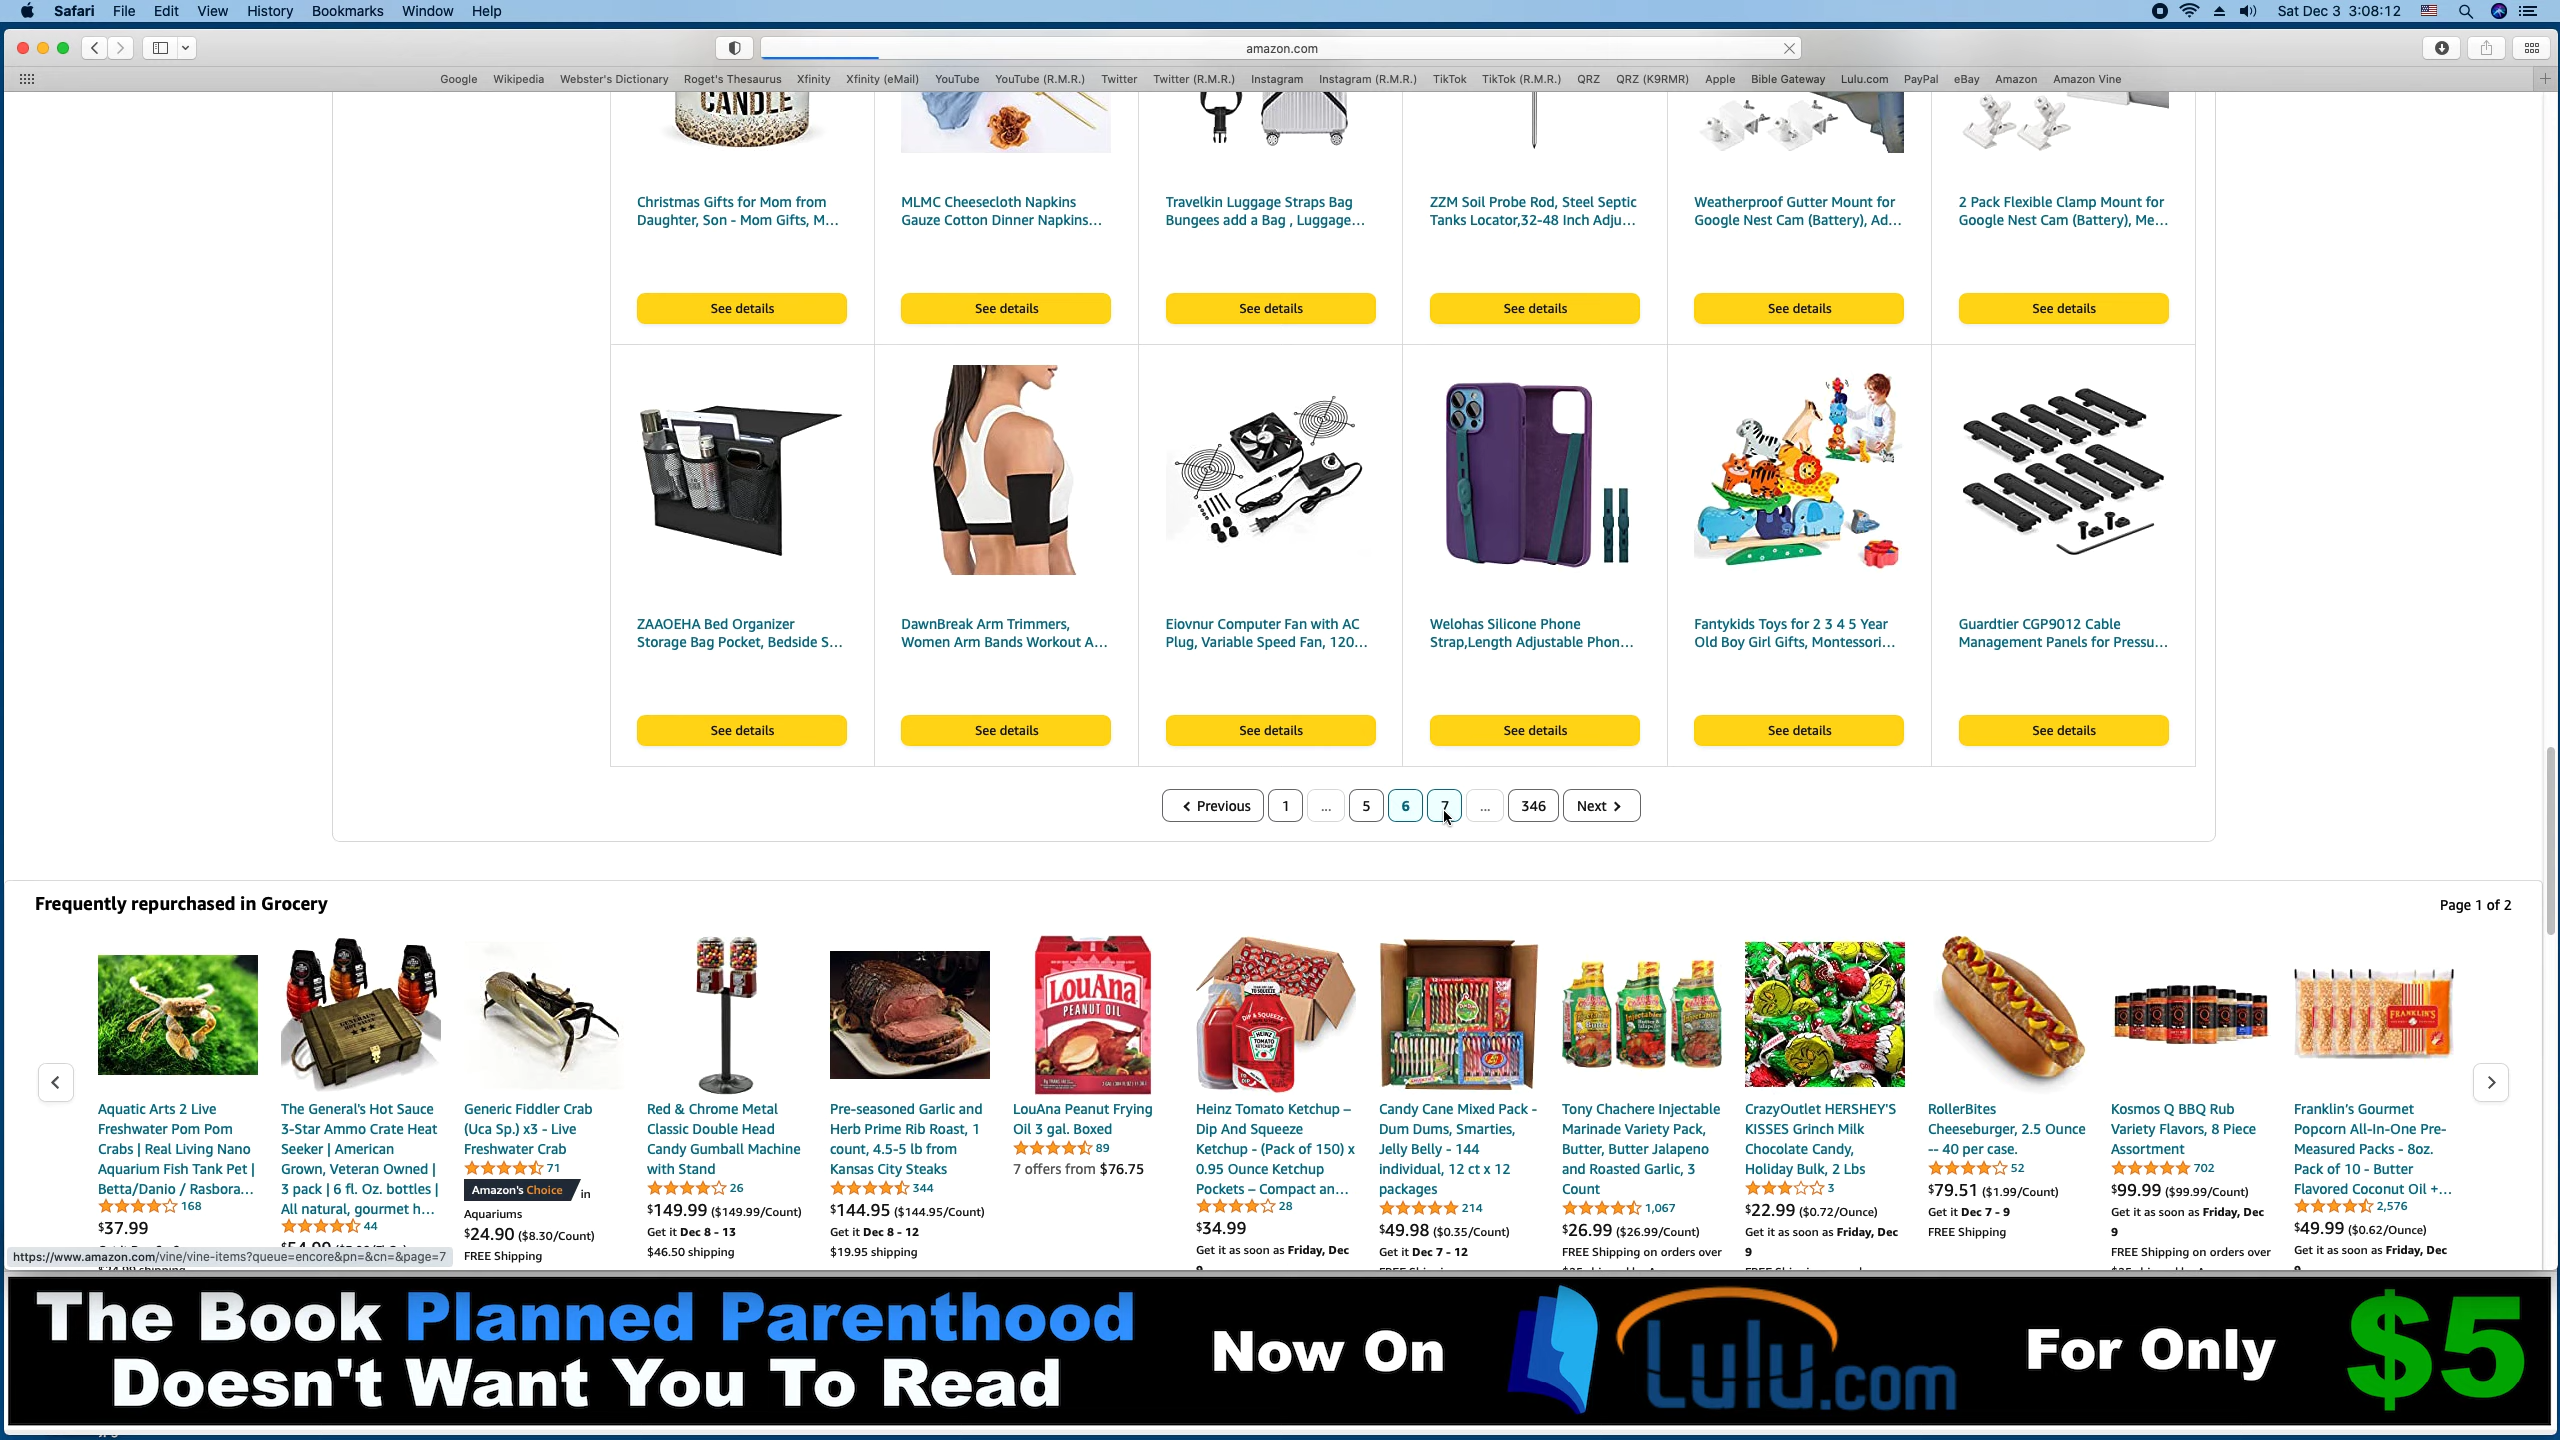 Safari File Edit View History Bookmarks Window Help
Sat Dec 3 3:08:12
amazon.com
Google Wikipedia Webster's Dictionary Roget's Thesaurus Xfinity Xfinity (eMail) YouTube YouTube (R.M.R.) Twitter Twitter (R.M.R.) Instagram Instagram (R.M.R.) TikTok TikTok (R.M.R.) QRZ QRZ (K9RMR) Apple Bible Gateway Lulu.com PayPal eBay Amazon Amazon Vine
CANDLE
Christmas Gifts for Mom from
Daughter, Son - Mom Gifts, M...
MLMC Cheesecloth Napkins
Gauze Cotton Dinner Napkins...
Travelkin Luggage Straps Bag
Bungees add a Bag , Luggage...
ZZM Soil Probe Rod, Steel Septic
Tanks Locator,32-48 Inch Adju...
Weatherproof Gutter Mount for
Google Nest Cam (Battery), Ad...
2 Pack Flexible Clamp Mount for
Google Nest Cam (Battery), Me...
See details See details See details See details See details See details
ZAAOEHA Bed Organizer
Storage Bag Pocket, Bedside S...
DawnBreak Arm Trimmers,
Women Arm Bands Workout A...
Eiovnur Computer Fan with AC
Plug, Variable Speed Fan, 120...
Welohas Silicone Phone
Strap,Length Adjustable Phon...
Fantykids Toys for 2 3 4 5 Year
Old Boy Girl Gifts, Montessori...
Guardtier CGP9012 Cable
Management Panels for Pressu...
See details See details See details See details See details See details
Previous 1 ... 5 6 7 ... 346 Next
Frequently repurchased in Grocery
Page 1 of 2
Aquatic Arts 2 Live
Freshwater Pom Pom
Crabs | Real Living Nano
Aquarium Fish Tank Pet |
Betta/Danio / Rasbora...
168
$37.99
The General's Hot Sauce
3-Star Ammo Crate Heat
Seeker | American
Grown, Veteran Owned |
3 pack | 6 fl. Oz. bottles |
All natural, gourmet h...
44
Generic Fiddler Crab
(Uca Sp.) x3 - Live
Freshwater Crab
71
Amazon's Choice in
Aquariums
$24.90 ($8.30/Count)
FREE Shipping
Red & Chrome Metal
Classic Double Head
Candy Gumball Machine
with Stand
26
$149.99 ($149.99/Count)
Get it Dec 8 - 13
$46.50 shipping
Pre-seasoned Garlic and
Herb Prime Rib Roast, 1
count, 4.5-5 lb from
Kansas City Steaks
344
$144.95 ($144.95/Count)
Get it Dec 8 - 12
$19.95 shipping
LouAna
PEANUT OIL
LouAna Peanut Frying
Oil 3 gal. Boxed
89
7 offers from $76.75
DIP & SQUEEZE
HEINZ
TOMATO
KETCHUP
Heinz Tomato Ketchup –
Dip And Squeeze
Ketchup - (Pack of 150) x
0.95 Ounce Ketchup
Pockets – Compact an...
28
$34.99
Get it as soon as Friday, Dec
9
Candy Cane Mixed Pack -
Dum Dums, Smarties,
Jelly Belly - 144
individual, 12 ct x 12
packages
214
$49.98 ($0.35/Count)
Get it Dec 7 - 12
Tony Chachere Injectable
Marinade Variety Pack,
Butter, Butter Jalapeno
and Roasted Garlic, 3
Count
1,067
$26.99 ($26.99/Count)
FREE Shipping on orders over
CrazyOutlet HERSHEY'S
KISSES Grinch Milk
Chocolate Candy,
Holiday Bulk, 2 Lbs
3
$22.99 ($0.72/Ounce)
Get it as soon as Friday, Dec
9
RollerBites
Cheeseburger, 2.5 Ounce
-- 40 per case.
52
$79.51 ($1.99/Count)
Get it Dec 7 - 9
FREE Shipping
Kosmos Q BBQ Rub
Variety Flavors, 8 Piece
Assortment
702
$99.99 ($99.99/Count)
Get it as soon as Friday, Dec
9
FREE Shipping on orders over
FRANKLIN'S
Franklin's Gourmet
Popcorn All-In-One Pre-
Measured Packs - 8oz.
Pack of 10 - Butter
Flavored Coconut Oil +...
2,576
$49.99 ($0.62/Ounce)
Get it as soon as Friday, Dec
9
https://www.amazon.com/vine/vine-items?queue=encore&pn=&cn=&page=7
The Book Planned Parenthood
Doesn't Want You To Read
Now On
Lulu.com
For Only
$5